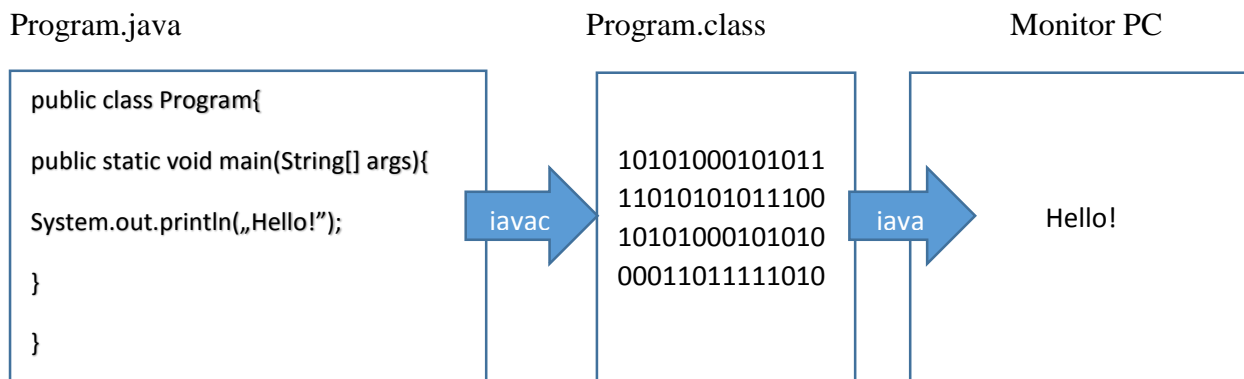 Program.java
Program.class
Monitor PC
public class Program{
public static void main(String[] args){
System.out.println(„Hello!”);
}
}
iavac
10101000101011
11010101011100
10101000101010
00011011111010
iava
Hello!